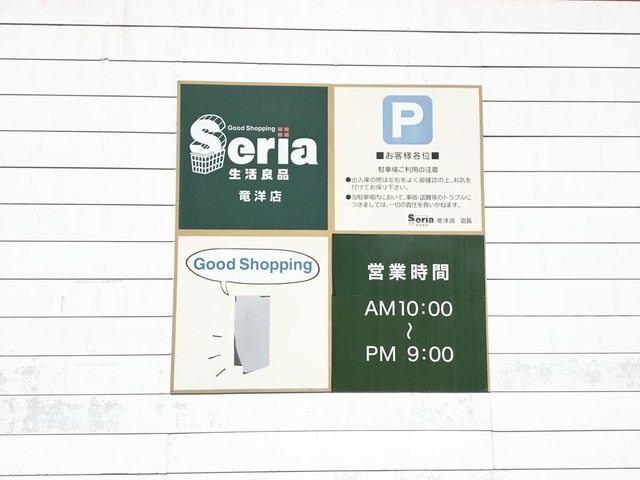 Good Shopping
Seria
生活良品
竜洋店
P
■お客様各位■
駐車場ご利用の注意
●出入庫の際は左右をよく御確認の上、お気を
付けてお帰り下さい。
●当駐車場内において、事故・盗難等のトラブルに
つきましては、一切の責任を負いかねます。
Seria 竜洋店 店長
Good Shopping
営業時間
AM10:00
〜
PM 9:00